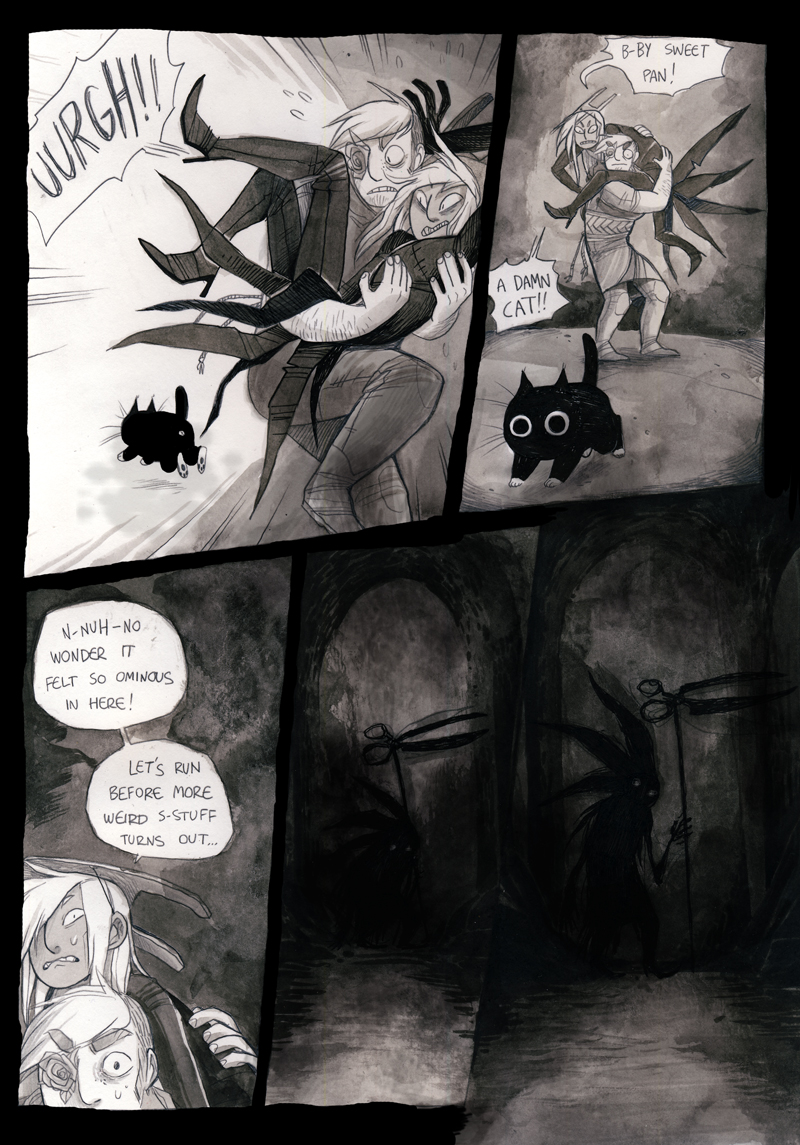 UURGH!!
B-BY SWEET
PAN!
A DAMN
CAT!!
N-NUH-NO
WONDER IT
FELT SO OMINOUS
IN HERE!
LET'S RUN
BEFORE MORE
WEIRD S-STUFF
TURNS OUT...